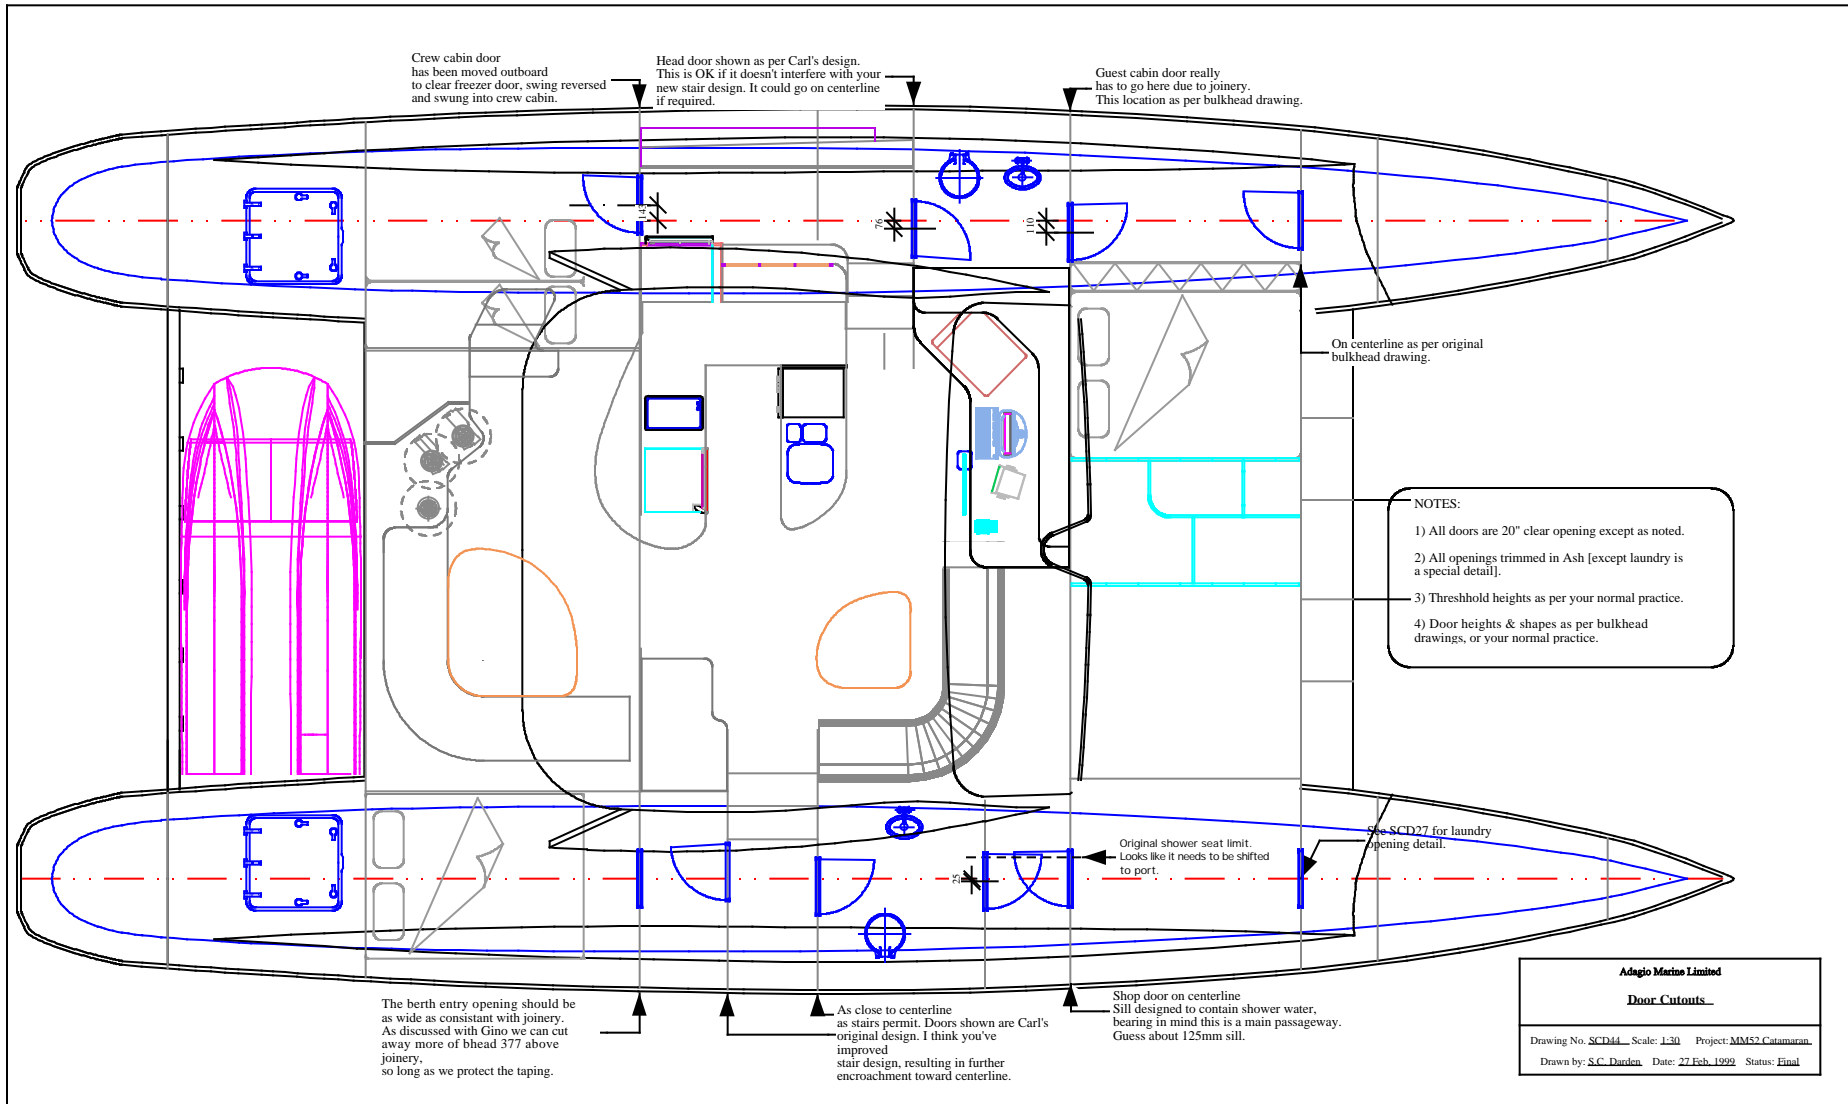 Crew cabin door
has been moved outboard
to clear freezer door, swing reversed
and swung into crew cabin.
Head door shown as per Carl's design.
This is OK if it doesn't interfere with your
new stair design. It could go on centerline
if required.
Guest cabin door really
has to go here due to joinery.
This location as per bulkhead drawing.
143
76
110
On centerline as per original
bulkhead drawing.
NOTES:
1) All doors are 20" clear opening except as noted.
2) All openings trimmed in Ash [except laundry is
a special detail].
3) Threshhold heights as per your normal practice.
4) Door heights & shapes as per bulkhead
drawings, or your normal practice.
See SCD27 for laundry
opening detail.
Original shower seat limit.
Looks like it needs to be shifted
to port.
25
The berth entry opening should be
as wide as consistant with joinery.
As discussed with Gino we can cut
away more of bhead 377 above
joinery,
so long as we protect the taping.
As close to centerline
as stairs permit. Doors shown are Carl's
original design. I think you've
improved
stair design, resulting in further
encroachment toward centerline.
Shop door on centerline
Sill designed to contain shower water,
bearing in mind this is a main passageway.
Guess about 125mm sill.
Adagio Marine Limited
Door Cutouts
Drawing No. SCD44 Scale: 1:30 Project: MM52 Catamaran
Drawn by: S.C. Darden Date: 27 Feb, 1999 Status: Final